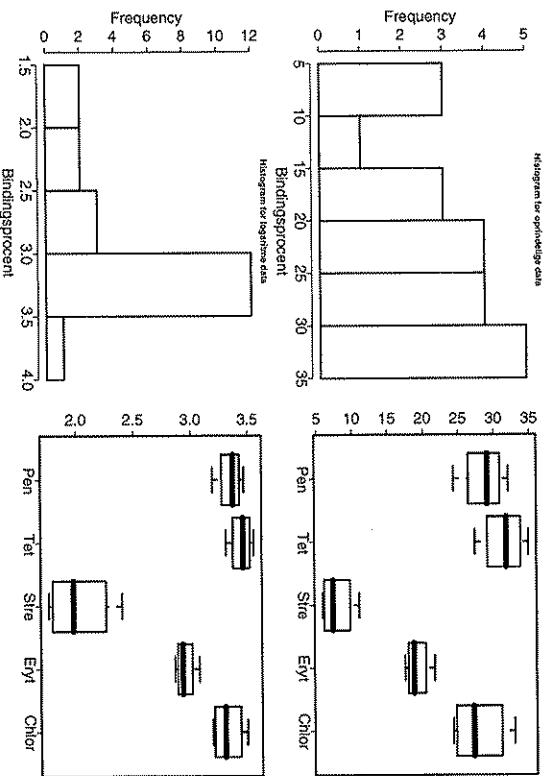 Histogram for oprindelige data
Frequency
0 1 2 3 4 5
5 10 15 20 25 30 35
Bindingsprocent
5 10 15 20 25 30 35
Pen Tet Stre Eryt Chlor
Histogram for logaritme data
Frequency
0 2 4 6 8 10 12
1.5 2.0 2.5 3.0 3.5 4.0
Bindingsprocent
2.0 2.5 3.0 3.5
Pen Tet Stre Eryt Chlor